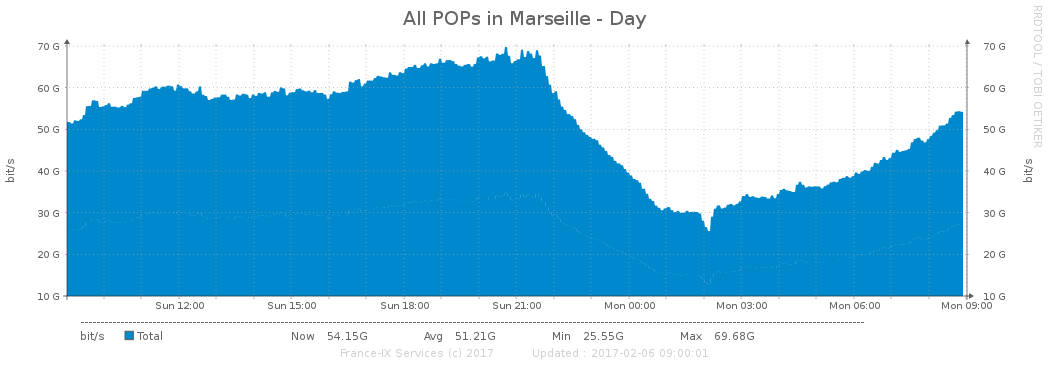 All POPs in Marseille - Day
RRDTOOL / TOBI OETIKER
bit/s
70 G
60 G
50 G
40 G
30 G
20 G
10 G
70 G
60 G
50 G
40 G
30 G
20 G
10 G
bit/s
Sun 12:00 Sun 15:00 Sun 18:00 Sun 21:00 Mon 00:00 Mon 03:00 Mon 06:00 Mon 09:00
bit/s Total Now 54.15G Avg 51.21G Min 25.55G Max 69.68G
France-IX Services (c) 2017 Updated : 2017-02-06 09:00:01